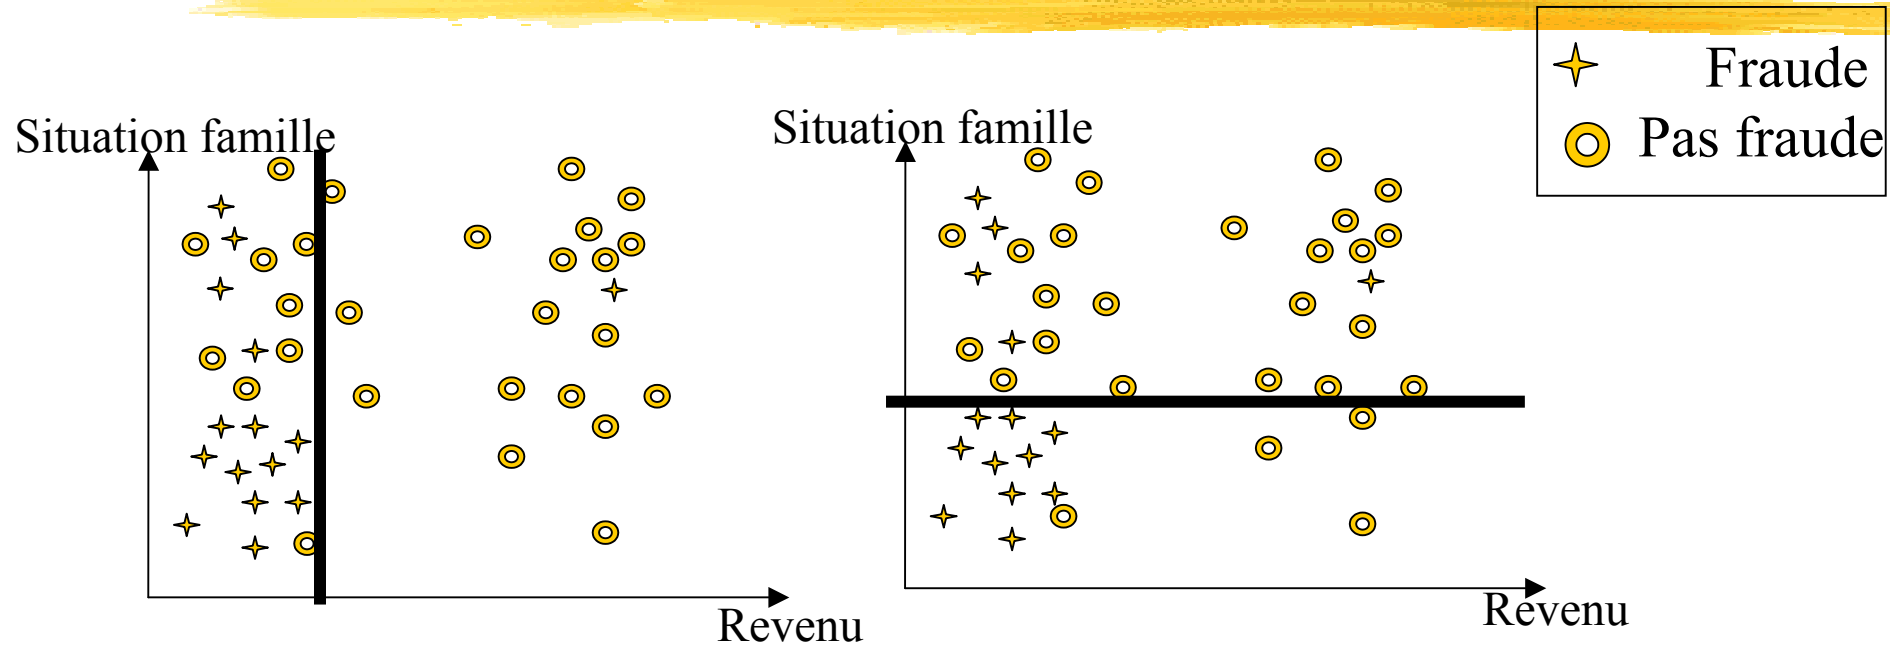 Fraude
Pas fraude
Situation famille
Revenu
Situation famille
Revenu